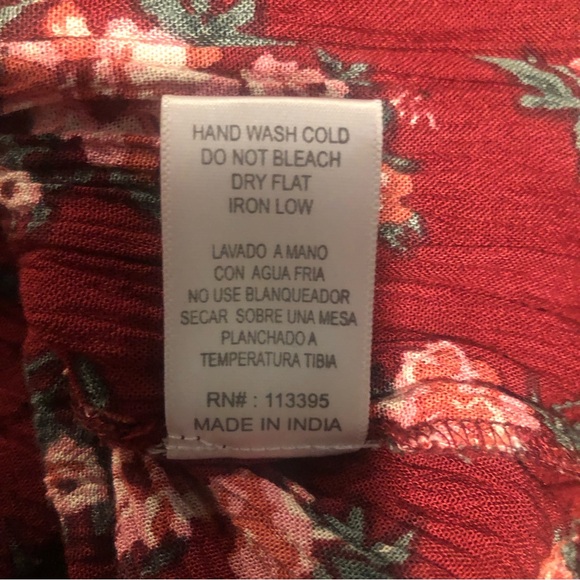 HAND WASH COLD
DO NOT BLEACH
DRY FLAT
IRON LOW
LAVADO A MANO
CON AGUA FRIA
NO USE BLANQUEADOR
SECAR SOBRE UNA MESA
PLANCHADO A
TEMPERATURA TIBIA
RN# : 113395
MADE IN INDIA